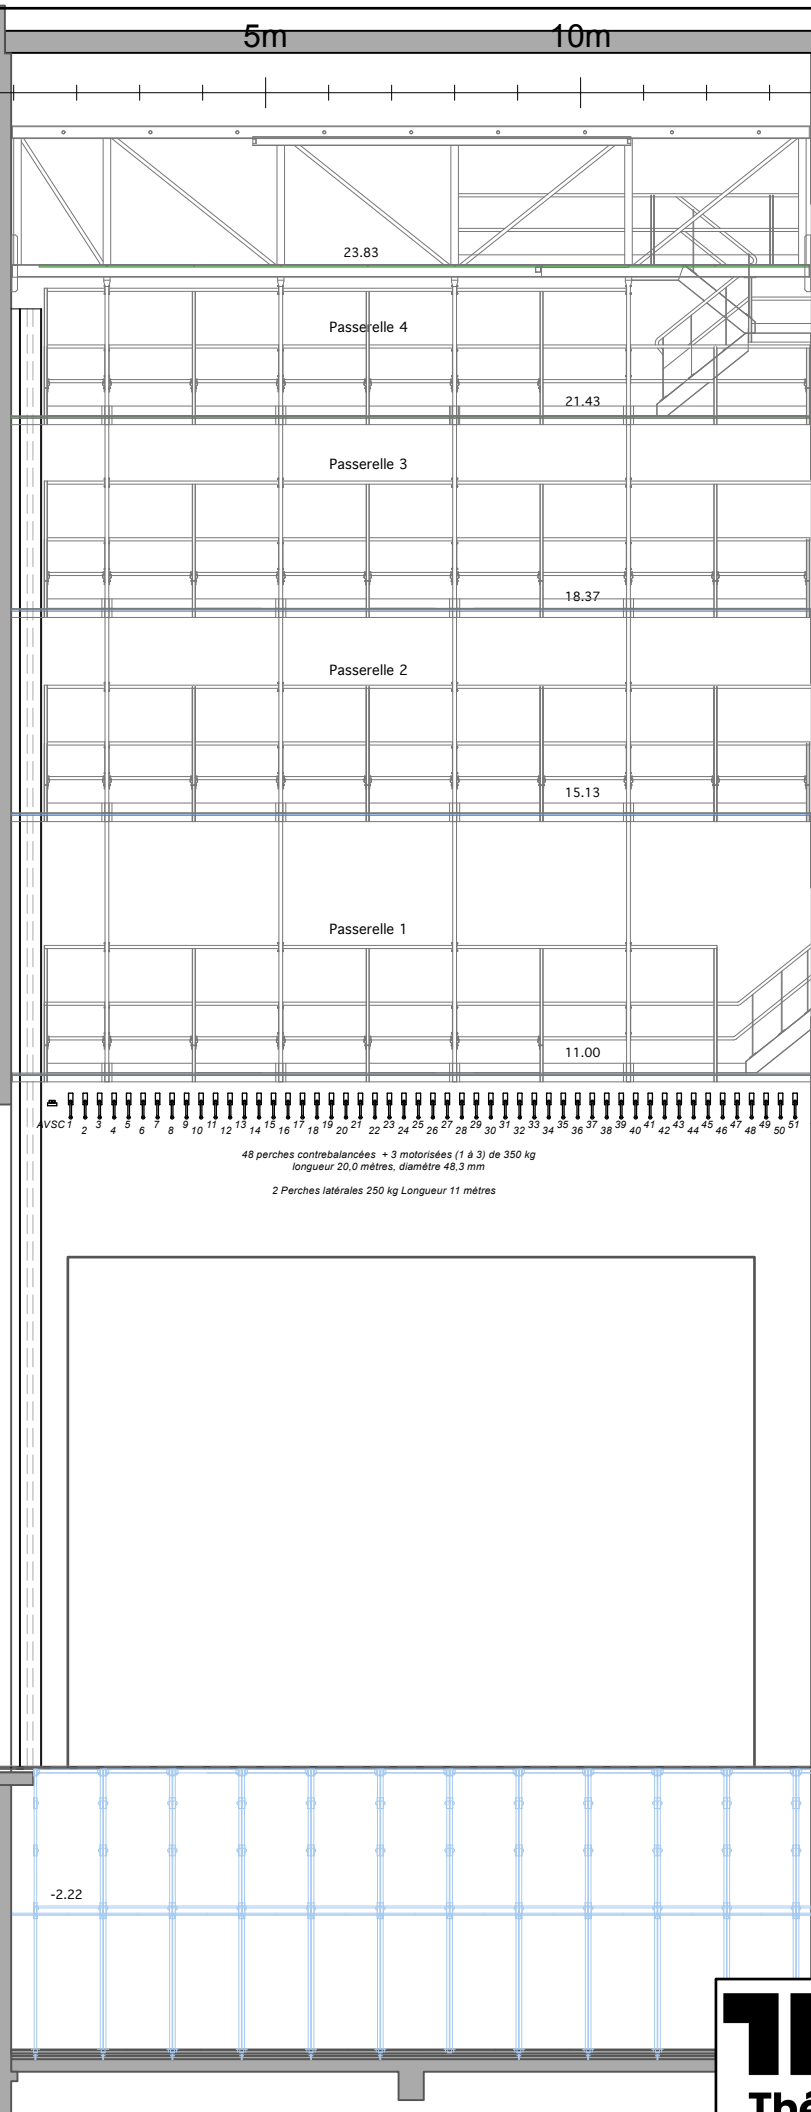 5m 10m
23.83
Passerelle 4
21.43
Passerelle 3
18.37
Passerelle 2
15.13
Passerelle 1
11.00
AVSC 1 2 3 4 5 6 7 8 9 10 11 12 13 14 15 16 17 18 19 20 21 22 23 24 25 26 27 28 29 30 31 32 33 34 35 36 37 38 39 40 41 42 43 44 45 46 47 48 49 50 51
48 perches contrebalancées + 3 motorisées (1 à 3) de 350 kg
longueur 20,0 mètres, diamètre 48,3 mm
2 Perches latérales 250 kg Longueur 11 mètres
-2.22